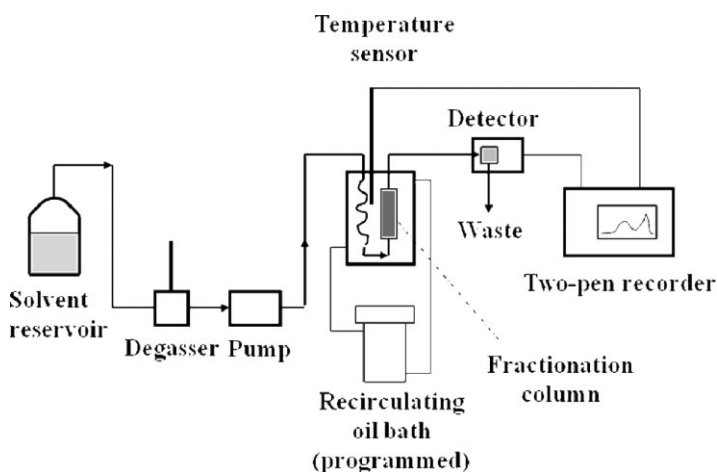 Temperature
sensor
Detector
Waste
Two-pen recorder
Solvent
reservoir
Degasser
Pump
Fractionation
column
Recirculating
oil bath
(programmed)